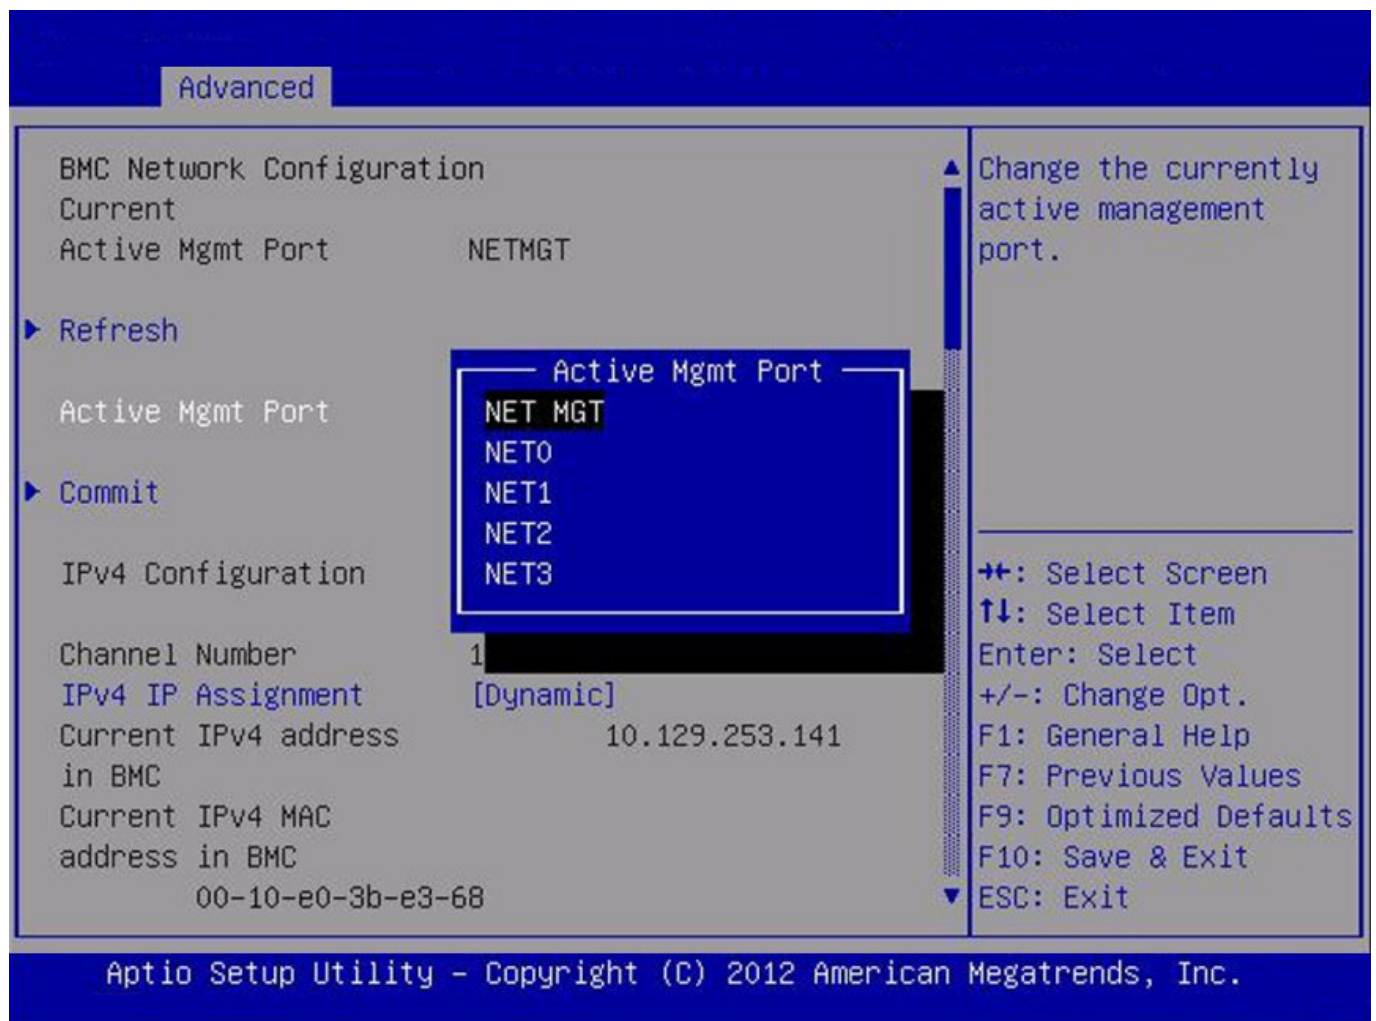 Advanced
BMC Network Configuration
Current
Active Mgmt Port NETMGT
Refresh
Active Mgmt Port
Commit
IPv4 Configuration
Channel Number 1
IPv4 IP Assignment [Dynamic]
Current IPv4 address 10.129.253.141
in BMC
Current IPv4 MAC
address in BMC
00-10-e0-3b-e3-68
Active Mgmt Port
NET MGT
NET0
NET1
NET2
NET3
Change the currently
active management
port.
→←: Select Screen
↑↓: Select Item
Enter: Select
+/-: Change Opt.
F1: General Help
F7: Previous Values
F9: Optimized Defaults
F10: Save & Exit
ESC: Exit
Aptio Setup Utility – Copyright (C) 2012 American Megatrends, Inc.